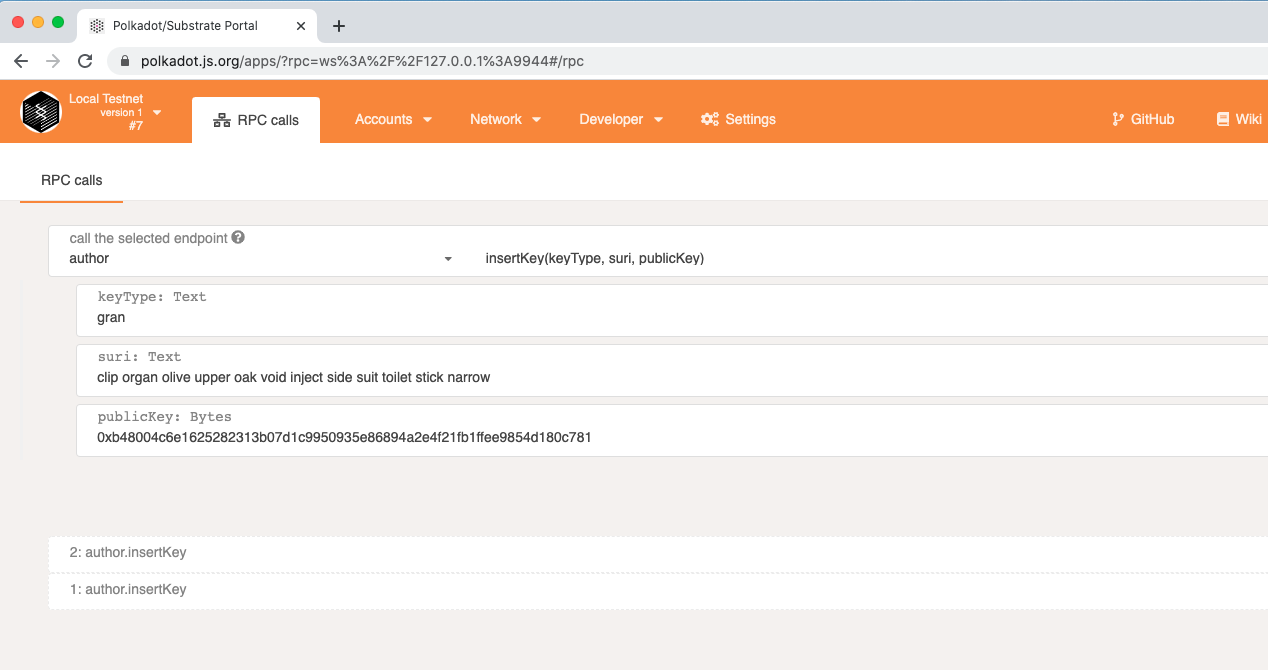 Polkadot/Substrate Portal
polkadot.js.org/apps/?rpc=ws%3A%2F%2F127.0.0.1%3A9944#/rpc
Local Testnet
version 1
#7
RPC calls
Accounts
Network
Developer
Settings
GitHub
Wiki
RPC calls
call the selected endpoint
author
insertKey(keyType, suri, publicKey)
keyType: Text
gran
suri: Text
clip organ olive upper oak void inject side suit toilet stick narrow
publicKey: Bytes
0xb48004c6e1625282313b07d1c9950935e86894a2e4f21fb1ffee9854d180c781
2: author.insertKey
1: author.insertKey